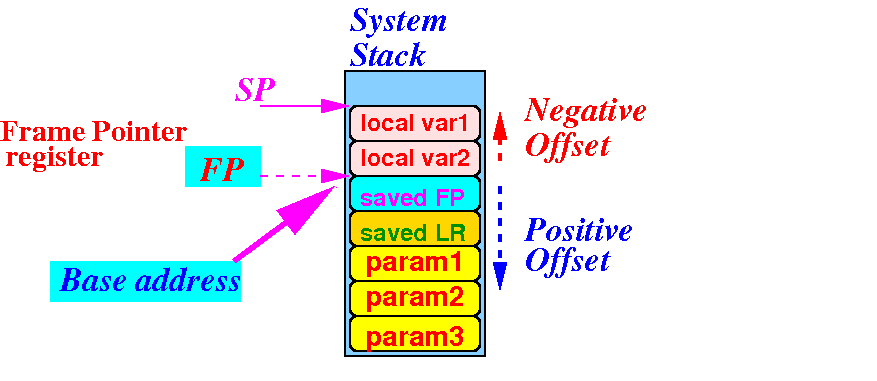 System
Stack
SP
Frame Pointer
register
FP
Base address
local var1
local var2
saved FP
saved LR
param1
param2
param3
Negative
Offset
Positive
Offset